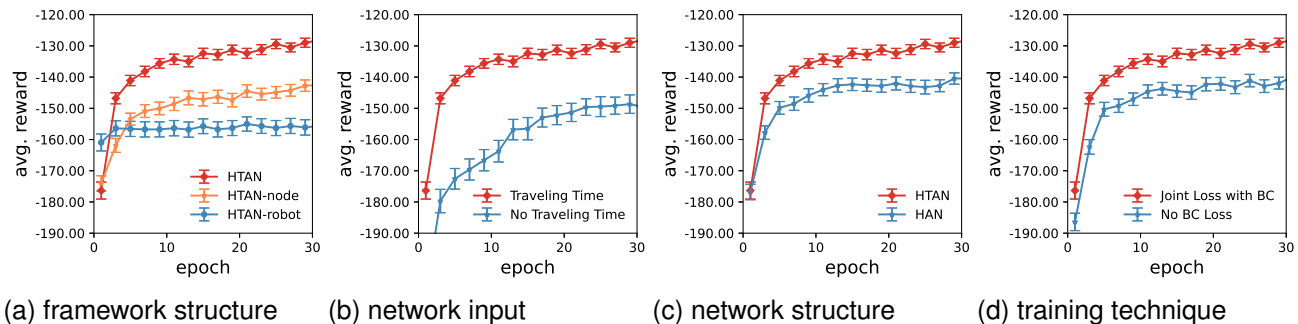 -120.00
-130.00
-140.00
-150.00
-160.00
-170.00
-180.00
-190.00
avg. reward
0 10 20 30
epoch
HTAN
HTAN-node
HTAN-robot
(a) framework structure
-120.00
-130.00
-140.00
-150.00
-160.00
-170.00
-180.00
-190.00
avg. reward
0 10 20 30
epoch
Traveling Time
No Traveling Time
(b) network input
-120.00
-130.00
-140.00
-150.00
-160.00
-170.00
-180.00
-190.00
avg. reward
0 10 20 30
epoch
HTAN
HAN
(c) network structure
-120.00
-130.00
-140.00
-150.00
-160.00
-170.00
-180.00
-190.00
avg. reward
0 10 20 30
epoch
Joint Loss with BC
No BC Loss
(d) training technique